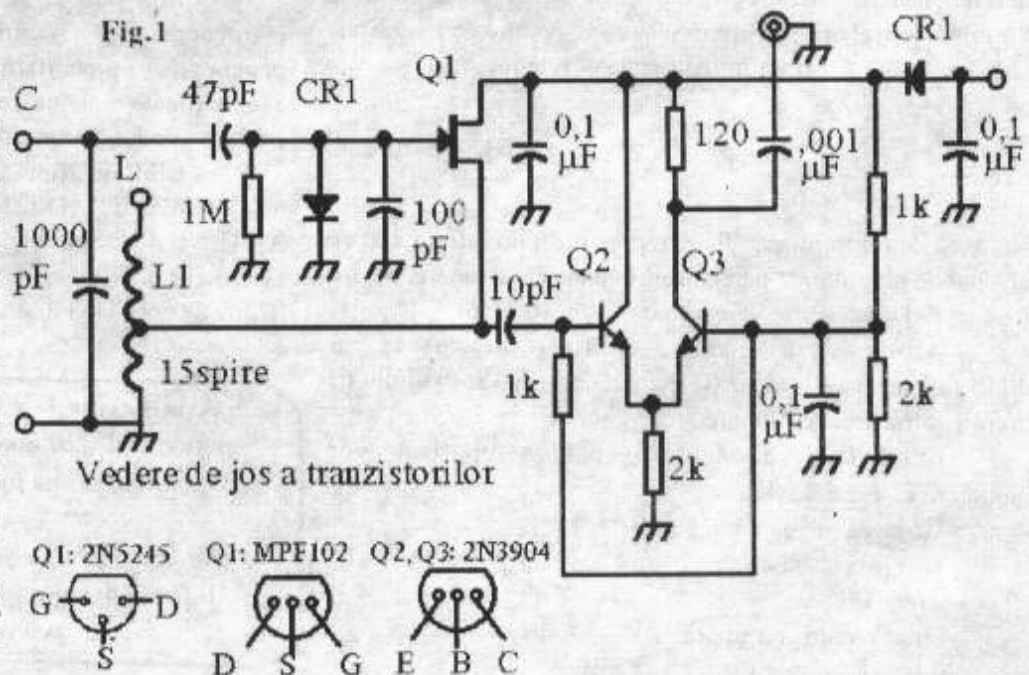 Fig.1
CR1
C
47pF
CR1
Q1
0,1
µF
120
,001
µF
0,1
µF
L
1M
100
pF
1k
1000
pF
L1
10pF
Q2
Q3
15spire
1k
0,1
µF
2k
2k
Vedere de jos a tranzistorilor
Q1: 2N5245
Q1: MPF102
Q2,Q3: 2N3904
G
D
S
D
S
G
E
B
C